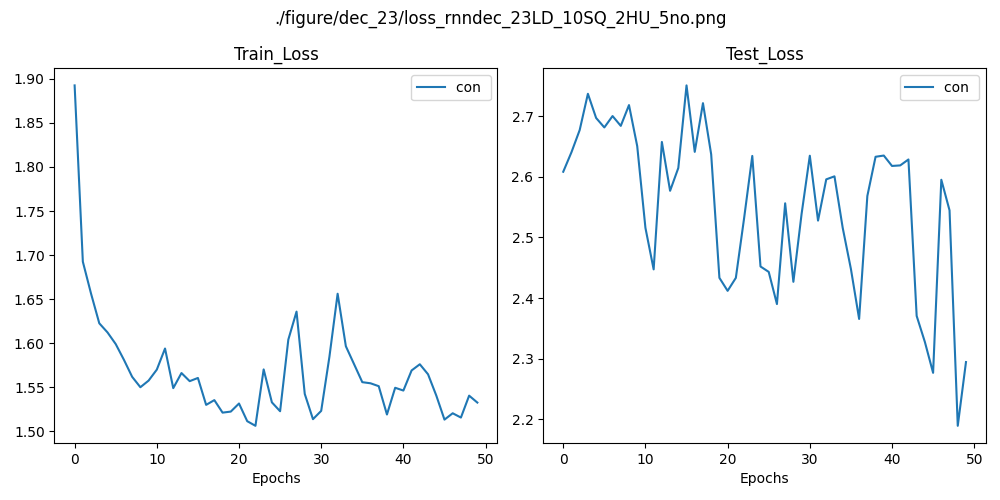 ./figure/dec_23/loss_rnndec_23LD_10SQ_2HU_5no.png
Train_Loss
con
1.90
1.85
1.80
1.75
1.70
1.65
1.60
1.55
1.50
0 10 20 30 40 50
Epochs
Test_Loss
con
2.7
2.6
2.5
2.4
2.3
2.2
0 10 20 30 40 50
Epochs